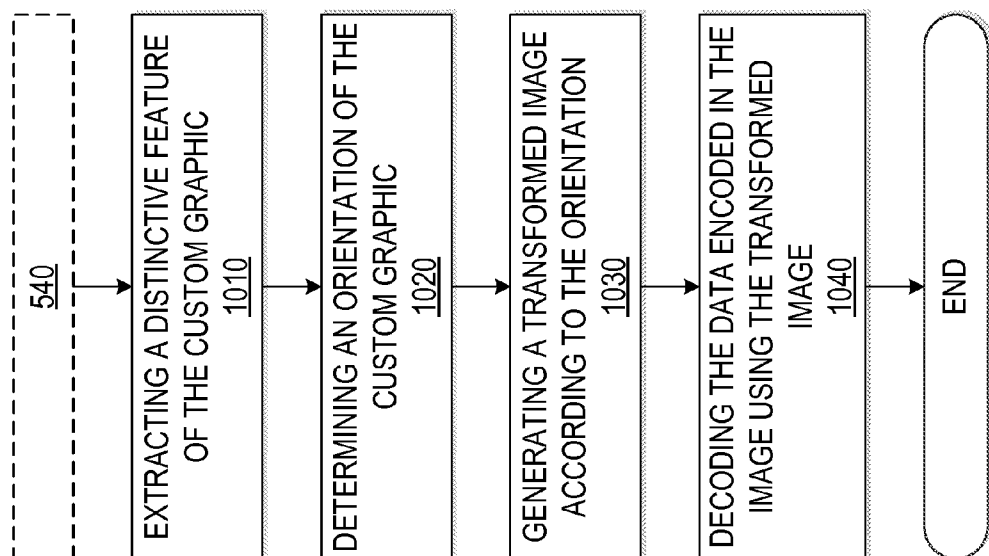 540
EXTRACTING A DISTINCTIVE FEATURE
OF THE CUSTOM GRAPHIC
1010
DETERMINING AN ORIENTATION OF THE
CUSTOM GRAPHIC
1020
GENERATING A TRANSFORMED IMAGE
ACCORDING TO THE ORIENTATION
1030
DECODING THE DATA ENCODED IN THE
IMAGE USING THE TRANSFORMED
IMAGE
1040
END